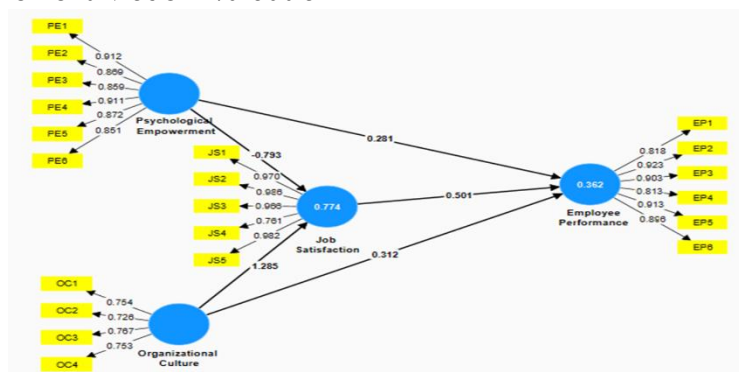 PE1
PE2
PE3
PE4
PE5
PE6
0.912
0.869
0.859
0.911
0.872
0.851
Psychological
Empowerment
0.281
-0.793
JS1
JS2
JS3
JS4
JS5
0.970
0.986
0.966
0.761
0.982
0.774
Job
Satisfaction
0.501
0.312
1.285
OC1
OC2
OC3
OC4
0.754
0.726
0.767
0.753
Organizational
Culture
0.362
Employee
Performance
0.818
0.923
0.903
0.813
0.913
0.896
EP1
EP2
EP3
EP4
EP5
EP6